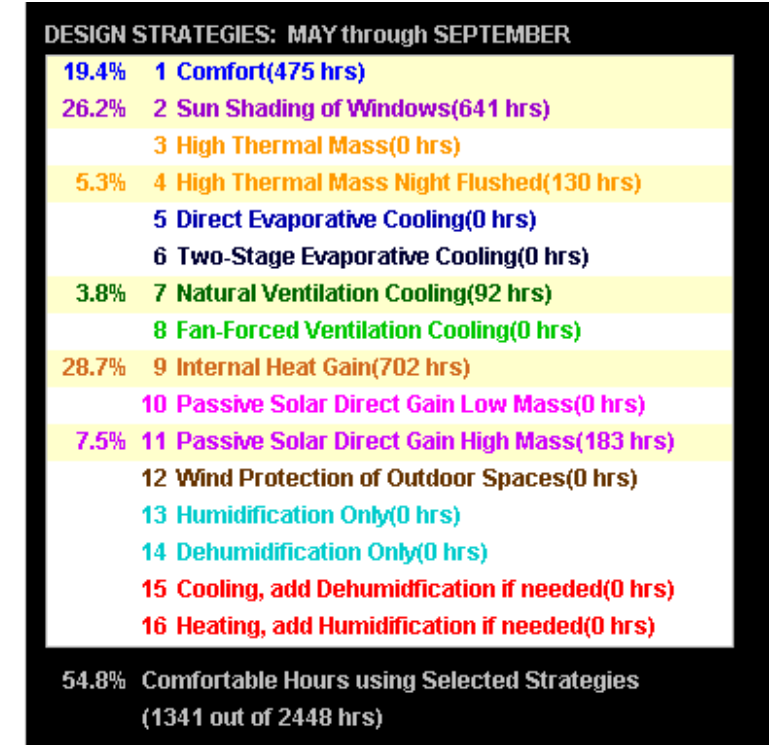 DESIGN STRATEGIES: MAY through SEPTEMBER
19.4% 1 Comfort(475 hrs)
26.2% 2 Sun Shading of Windows(641 hrs)
3 High Thermal Mass(0 hrs)
5.3% 4 High Thermal Mass Night Flushed(130 hrs)
5 Direct Evaporative Cooling(0 hrs)
6 Two-Stage Evaporative Cooling(0 hrs)
3.8% 7 Natural Ventilation Cooling(92 hrs)
8 Fan-Forced Ventilation Cooling(0 hrs)
28.7% 9 Internal Heat Gain(702 hrs)
10 Passive Solar Direct Gain Low Mass(0 hrs)
7.5% 11 Passive Solar Direct Gain High Mass(183 hrs)
12 Wind Protection of Outdoor Spaces(0 hrs)
13 Humidification Only(0 hrs)
14 Dehumidification Only(0 hrs)
15 Cooling, add Dehumidfication if needed(0 hrs)
16 Heating, add Humidification if needed(0 hrs)
54.8% Comfortable Hours using Selected Strategies
(1341 out of 2448 hrs)